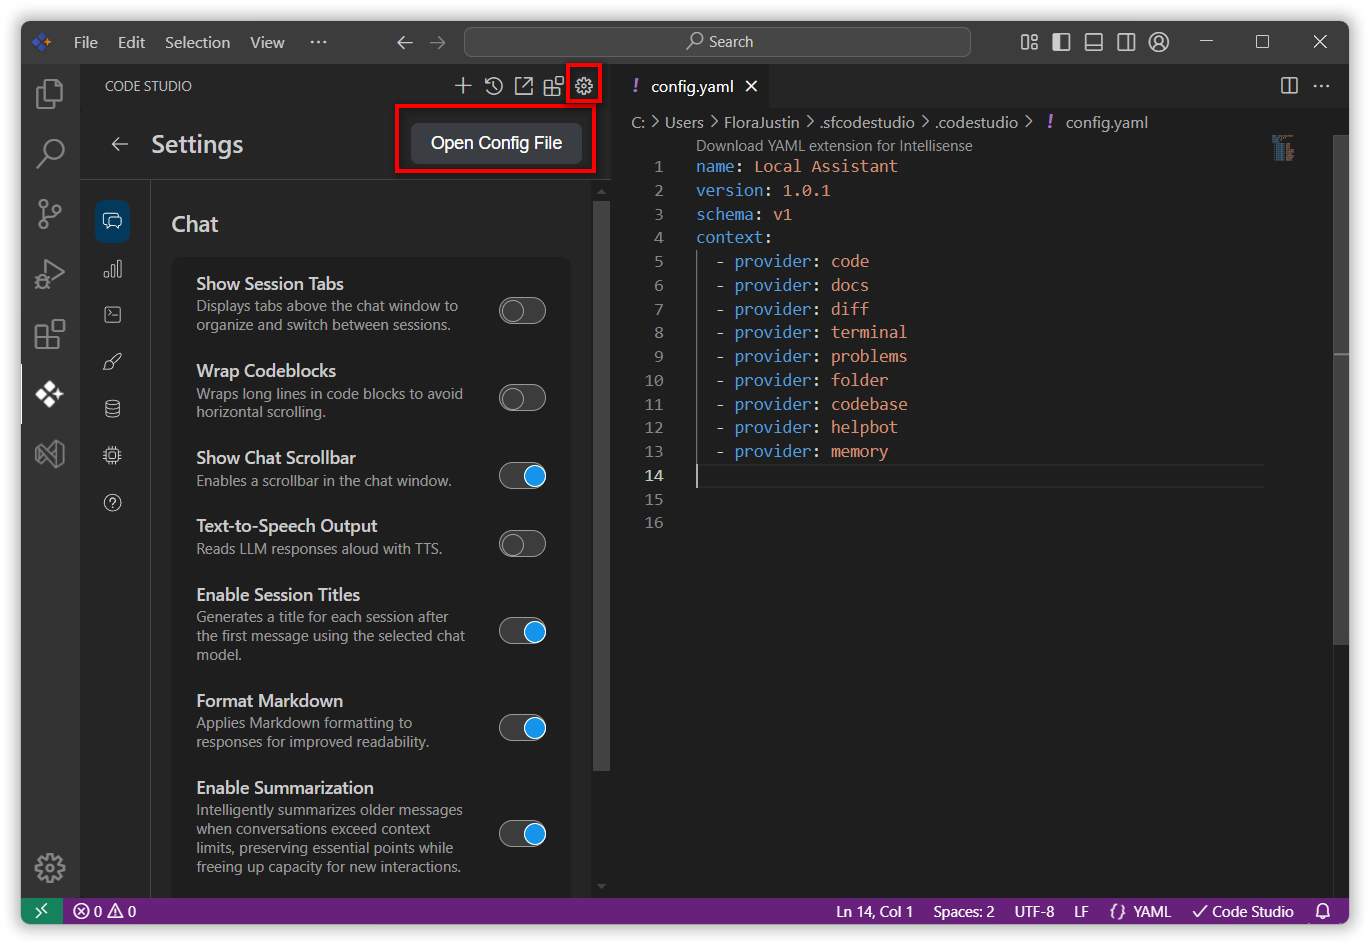 File Edit Selection View ···
Search
CODE STUDIO
Settings
Open Config File
Chat
Show Session Tabs
Displays tabs above the chat window to
organize and switch between sessions.
Wrap Codeblocks
Wraps long lines in code blocks to avoid
horizontal scrolling.
Show Chat Scrollbar
Enables a scrollbar in the chat window.
Text-to-Speech Output
Reads LLM responses aloud with TTS.
Enable Session Titles
Generates a title for each session after
the first message using the selected chat
model.
Format Markdown
Applies Markdown formatting to
responses for improved readability.
Enable Summarization
Intelligently summarizes older messages
when conversations exceed context
limits, preserving essential points while
freeing up capacity for new interactions.
! config.yaml
C: > Users > FloraJustin > .sfcodestudio > .codestudio > ! config.yaml
Download YAML extension for Intellisense
1 name: Local Assistant
2 version: 1.0.1
3 schema: v1
4 context:
5 - provider: code
6 - provider: docs
7 - provider: diff
8 - provider: terminal
9 - provider: problems
10 - provider: folder
11 - provider: codebase
12 - provider: helpbot
13 - provider: memory
14
15
16
0 0 Ln 14, Col 1 Spaces: 2 UTF-8 LF {} YAML Code Studio